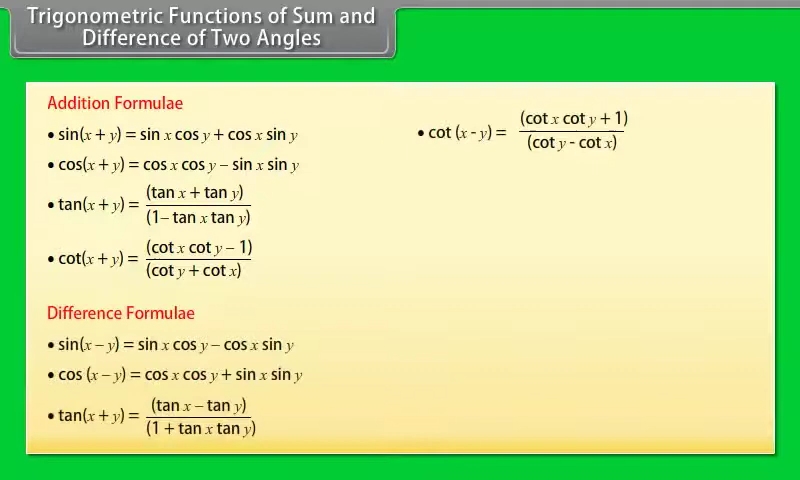 Trigonometric Functions of Sum and
Difference of Two Angles
Addition Formulae
• sin(x + y) = sin x cos y + cos x sin y
• cos(x + y) = cos x cos y – sin x sin y
• tan(x + y) = (tan x + tan y) / (1– tan x tan y)
• cot(x + y) = (cot x cot y – 1) / (cot y + cot x)
Difference Formulae
• sin(x – y) = sin x cos y – cos x sin y
• cos (x – y) = cos x cos y + sin x sin y
• tan(x + y) = (tan x – tan y) / (1 + tan x tan y)
• cot (x - y) = (cot x cot y + 1) / (cot y - cot x)